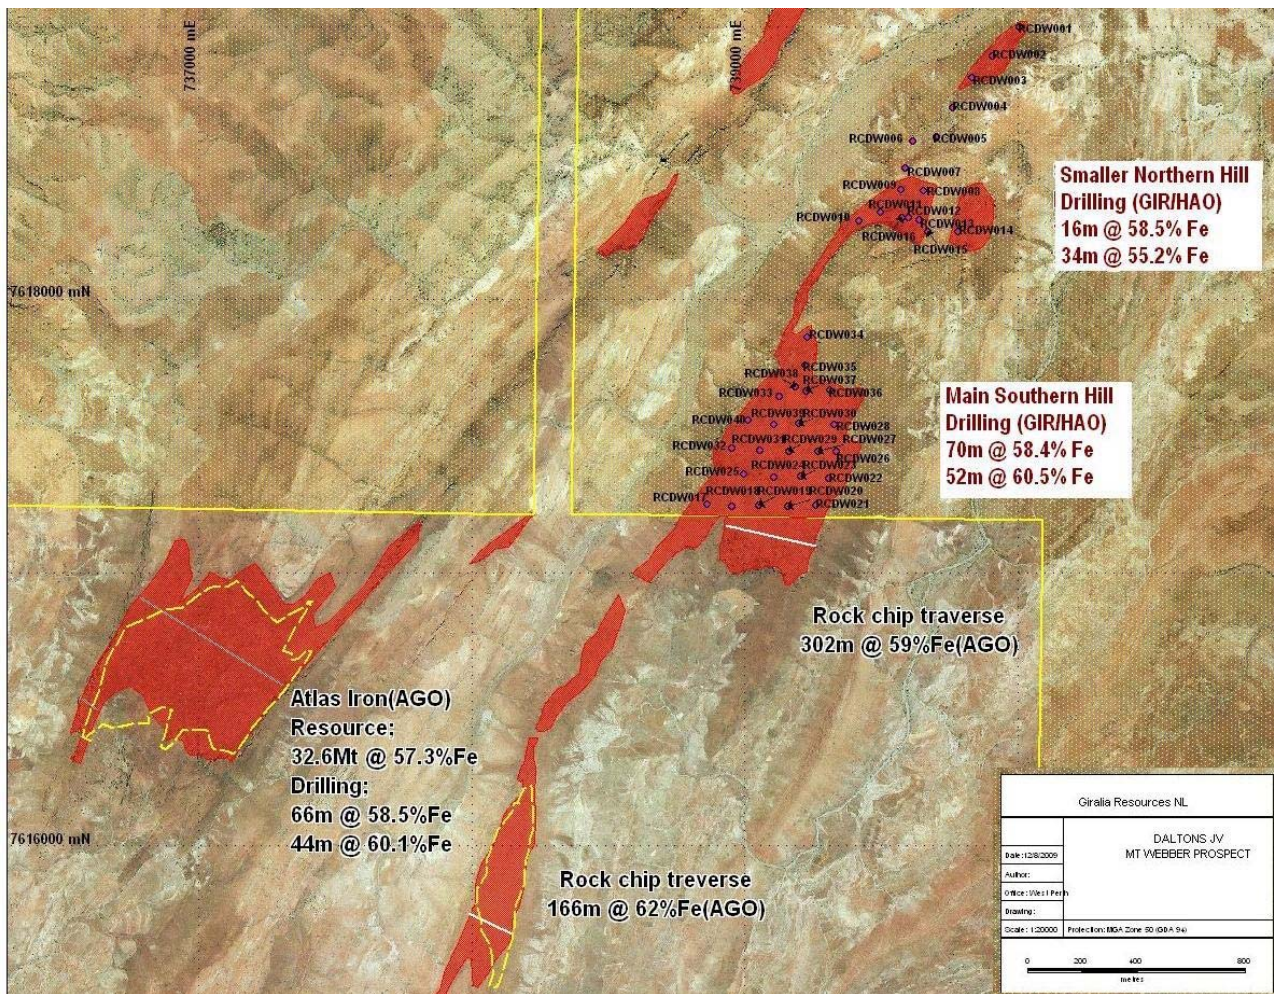 737000 mE
739000 mE
RCDW001
RCDW002
RCDW003
RCDW004
RCDW006
RCDW005
RCDW007
RCDW009
RCDW008
RCDW011
RCDW010
RCDW012
RCDW013
RCDW014
RCDW016
RCDW015
Smaller Northern Hill
Drilling (GIR/HAO)
16m @ 58.5% Fe
34m @ 55.2% Fe
7618000 mN
RCDW034
RCDW035
RCDW038
RCDW037
RCDW033
RCDW036
RCDW040
RCDW039
RCDW030
RCDW028
RCDW032
RCDW031
RCDW029
RCDW027
RCDW026
RCDW025
RCDW024
RCDW023
RCDW022
RCDW017
RCDW018
RCDW019
RCDW020
RCDW021
Main Southern Hill
Drilling (GIR/HAO)
70m @ 58.4% Fe
52m @ 60.5% Fe
Rock chip traverse
302m @ 59%Fe(AGO)
Atlas Iron(AGO)
Resource:
32.6Mt @ 57.3%Fe
Drilling:
66m @ 58.5%Fe
44m @ 60.1%Fe
7616000 mN
Rock chip treverse
166m @ 62%Fe(AGO)
Giralia Resources NL
DALTONS JV
MT WEBBER PROSPECT
Date:12/8/2009
Author:
Office: West Perth
Drawing:
Scale: 1:20000 Projection: MGA Zone 50 (GDA 94)
0 200 400 800
metres